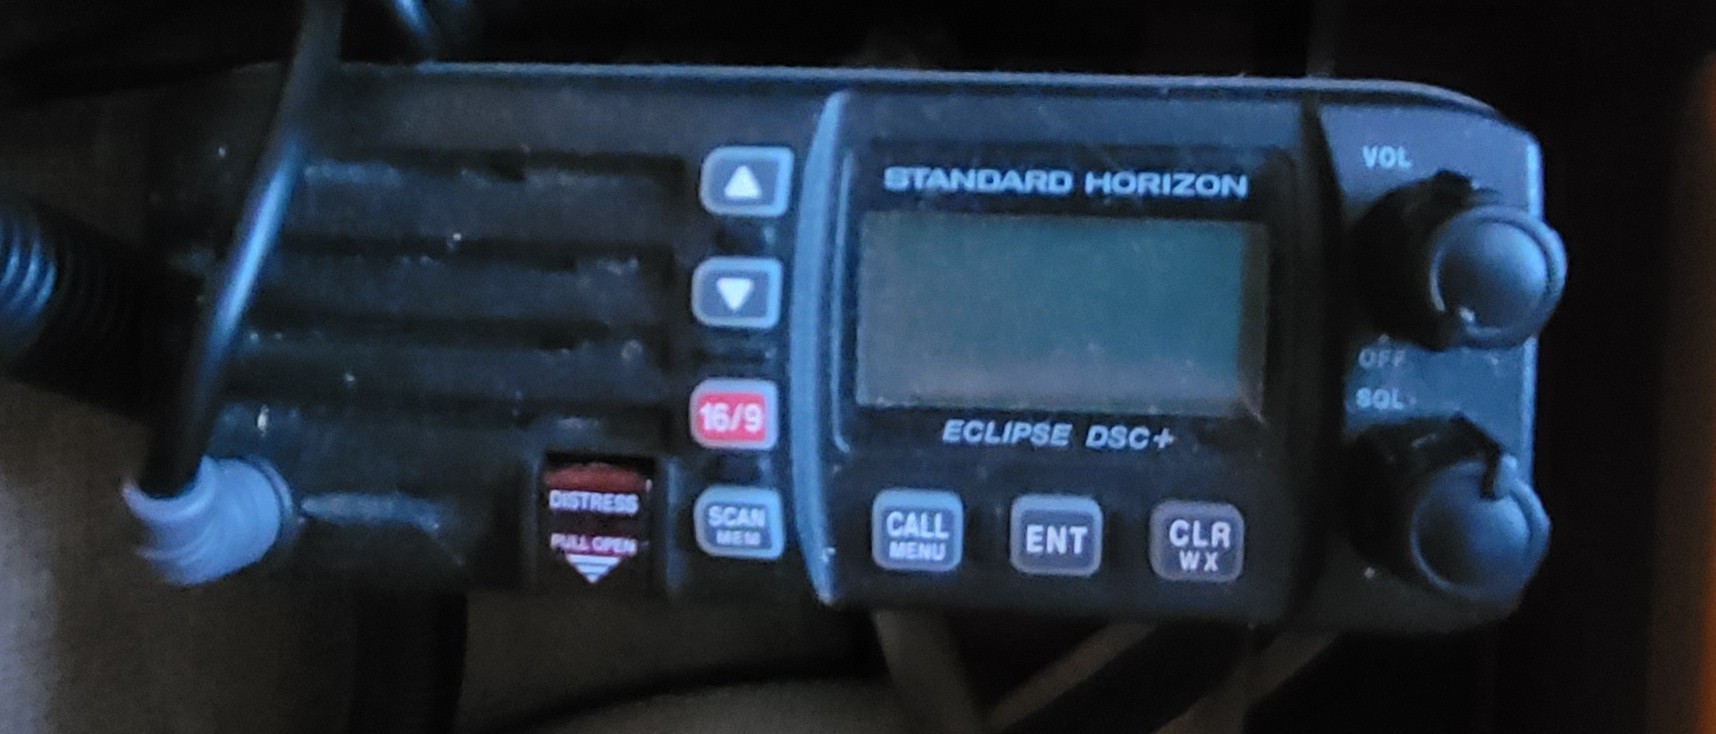 STANDARD HORIZON
VOL
OFF
SQL
16/9
ECLIPSE DSC+
DISTRESS
PULL OPEN
SCAN
MEM
CALL
MENU
ENT
CLR
WX